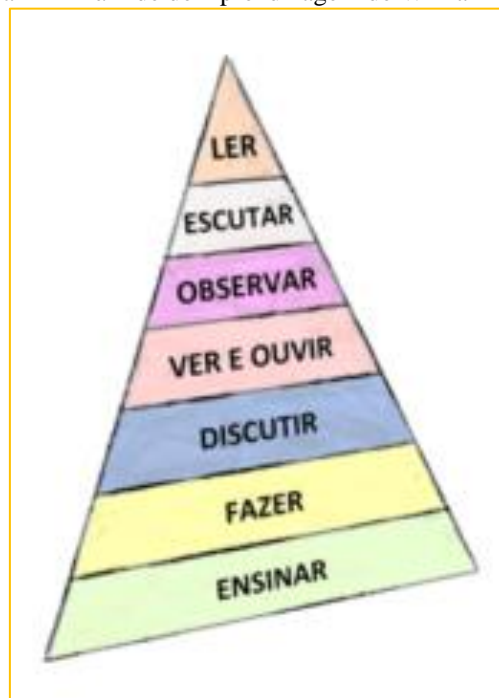 LER
ESCUTAR
OBSERVAR
VER E OUVIR
DISCUTIR
FAZER
ENSINAR